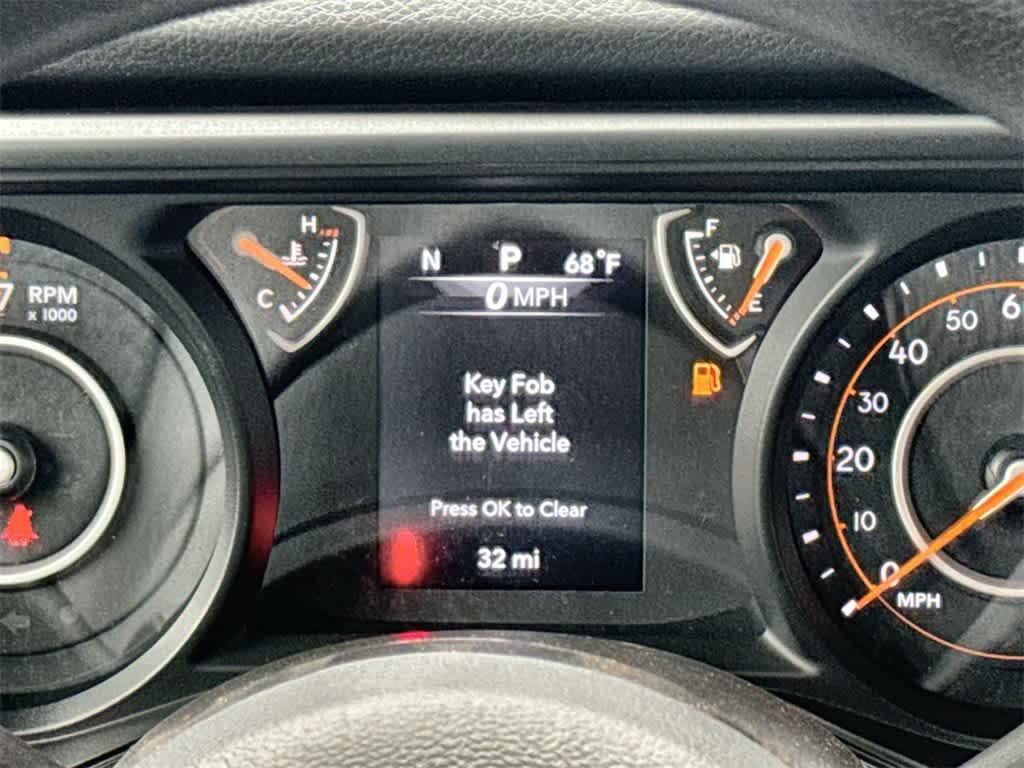 H
C
N P 68°F
0 MPH
Key Fob
has Left
the Vehicle
Press OK to Clear
32 mi
F
E
7 RPM
x 1000
0
10
20
30
40
50
MPH